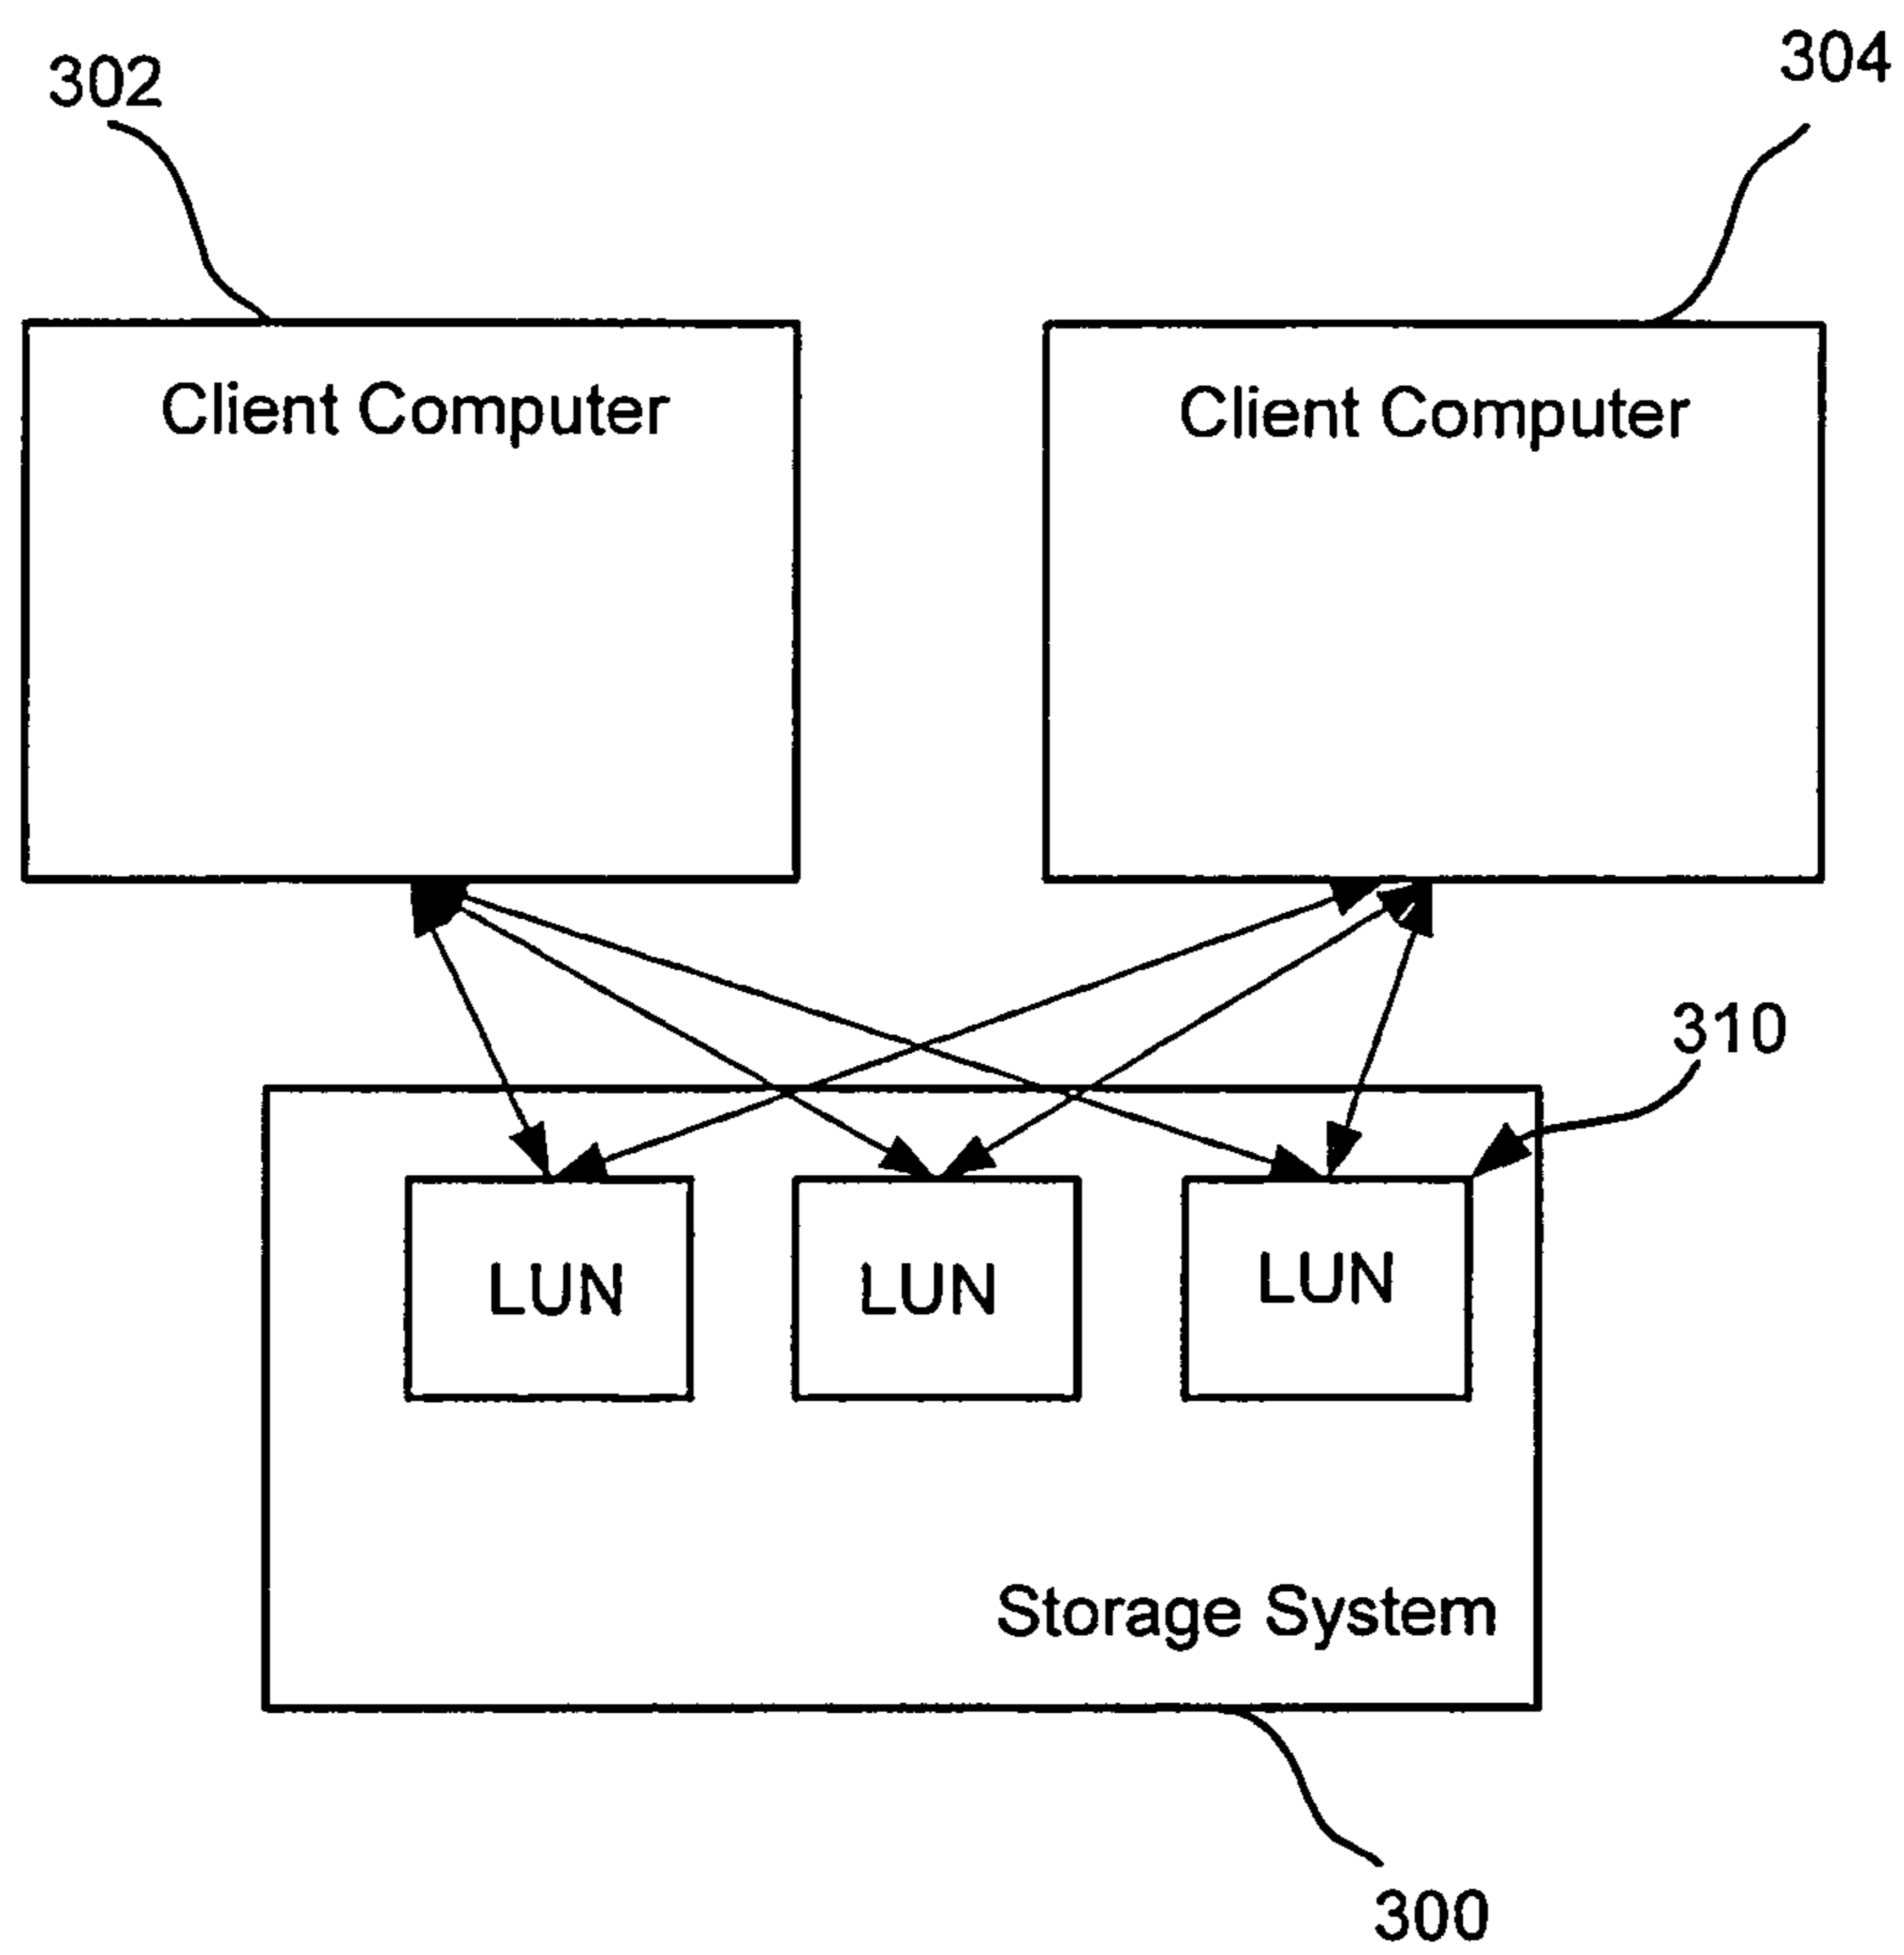 302
304
Client Computer
Client Computer
310
LUN
LUN
LUN
Storage System
300